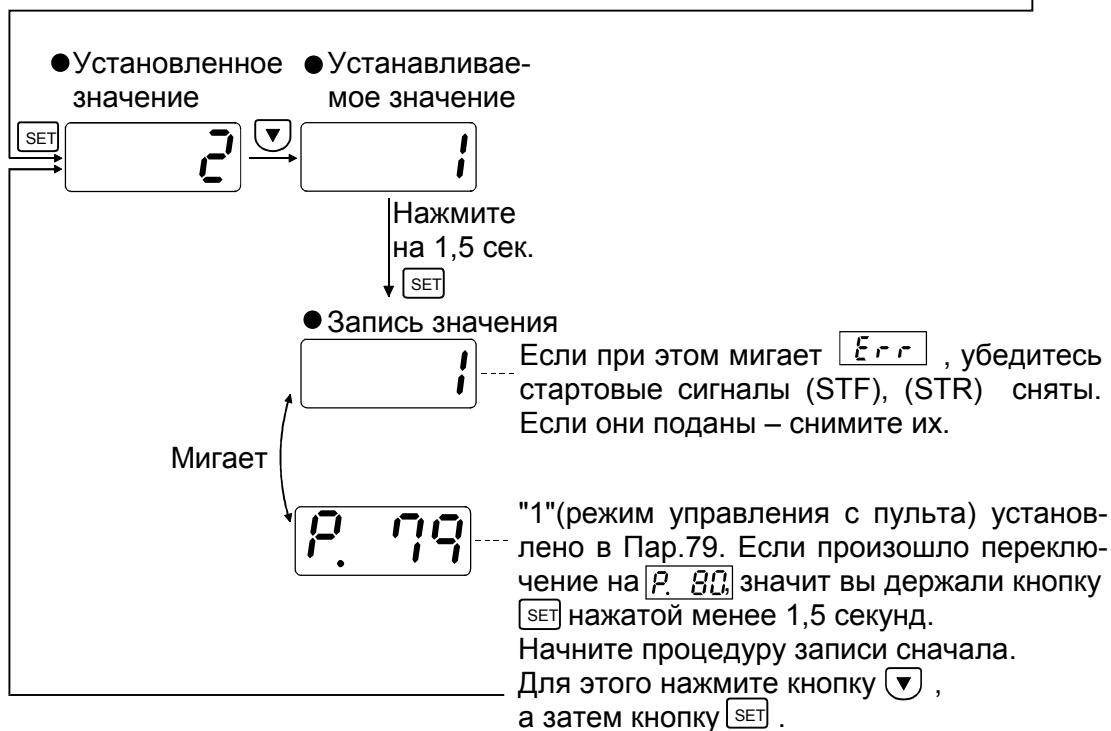 ●Установленное
значение
●Устанавливае-
мое значение
SET
2
▼
1
Нажмите
на 1,5 сек.
SET
●Запись значения
1
Если при этом мигает Err , убедитесь
стартовые сигналы (STF), (STR) сняты.
Если они поданы – снимите их.
Мигает
P. 79
"1"(режим управления с пульта) установ-
лено в Пар.79. Если произошло переклю-
чение на P. 80, значит вы держали кнопку
SET нажатой менее 1,5 секунд.
Начните процедуру записи сначала.
Для этого нажмите кнопку ▼ ,
а затем кнопку SET .